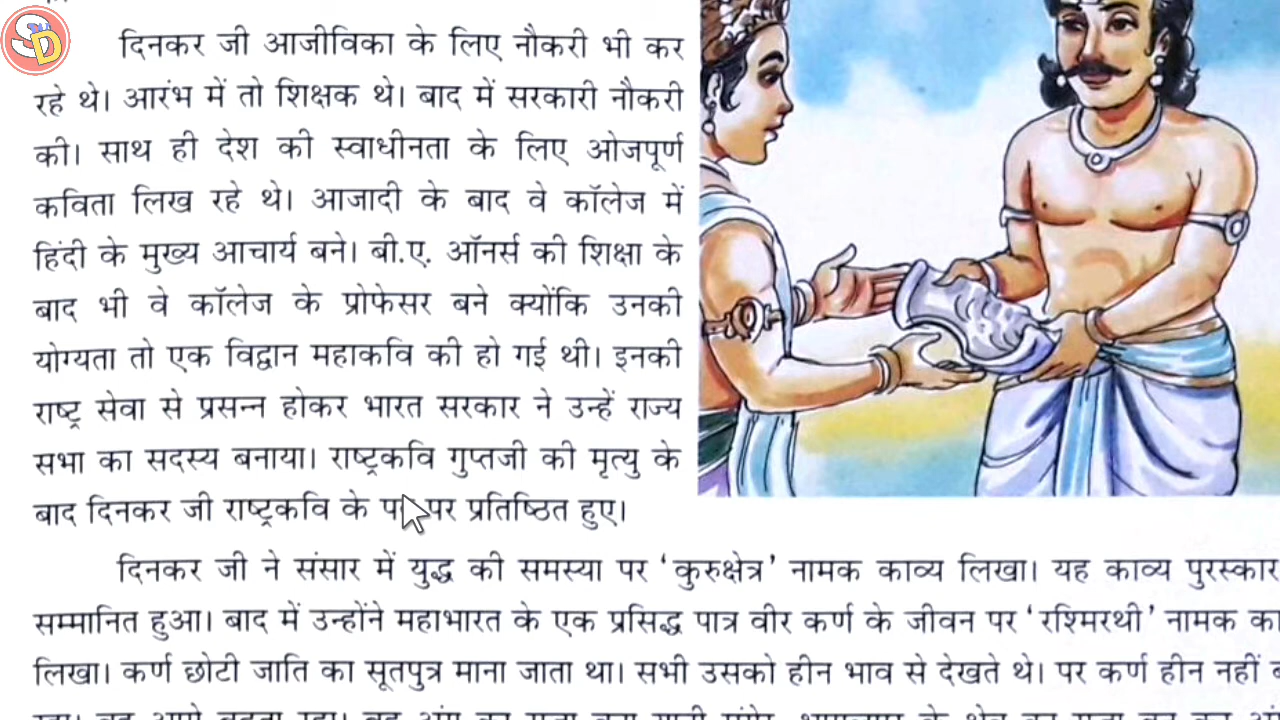 SD
दिनकर जी आजीविका के लिए नौकरी भी कर
रहे थे। आरंभ में तो शिक्षक थे। बाद में सरकारी नौकरी
की। साथ ही देश की स्वाधीनता के लिए ओजपूर्ण
कविता लिख रहे थे। आजादी के बाद वे कॉलेज में
हिंदी के मुख्य आचार्य बने। बी.ए. ऑनर्स की शिक्षा के
बाद भी वे कॉलेज के प्रोफेसर बने क्योंकि उनकी
योग्यता तो एक विद्वान महाकवि की हो गई थी। इनकी
राष्ट्र सेवा से प्रसन्न होकर भारत सरकार ने उन्हें राज्य
सभा का सदस्य बनाया। राष्ट्रकवि गुप्तजी की मृत्यु के
बाद दिनकर जी राष्ट्रकवि के पर प्रतिष्ठित हुए।
दिनकर जी ने संसार में युद्ध की समस्या पर 'कुरुक्षेत्र' नामक काव्य लिखा। यह काव्य पुरस्कार
सम्मानित हुआ। बाद में उन्होंने महाभारत के एक प्रसिद्ध पात्र वीर कर्ण के जीवन पर 'रश्मिरथी' नामक का
लिखा। कर्ण छोटी जाति का सूतपुत्र माना जाता था। सभी उसको हीन भाव से देखते थे। पर कर्ण हीन नहीं